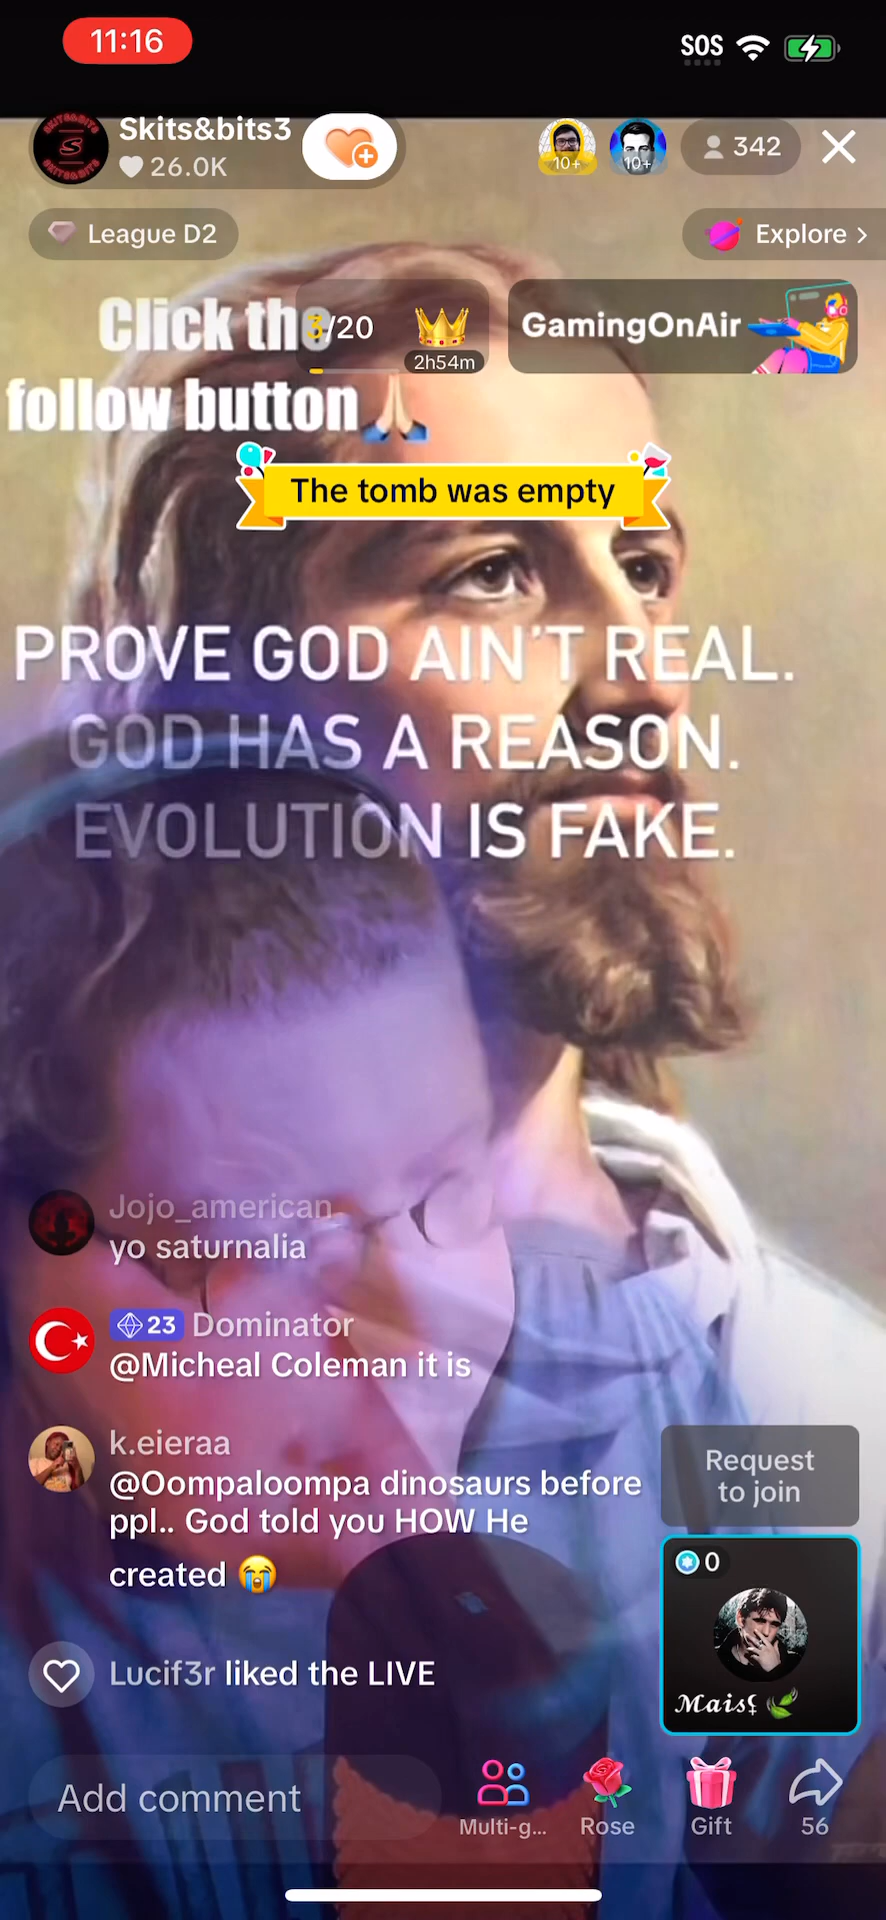 11:16
SOS
Skits&bits3
26.0K
10+
10+
342
League D2
Explore >
Click the
3/20
2h54m
GamingOnAir
follow button🙏🏼
The tomb was empty
PROVE GOD AIN'T REAL.
GOD HAS A REASON.
EVOLUTION IS FAKE.
Jojo_american
yo saturnalia
23 Dominator
@Micheal Coleman it is
k.eieraa
@Oompaloompa dinosaurs before
ppl.. God told you HOW He
created 😭
Request
to join
0
Lucif3r liked the LIVE
Add comment
Multi-g...
Rose
Gift
56